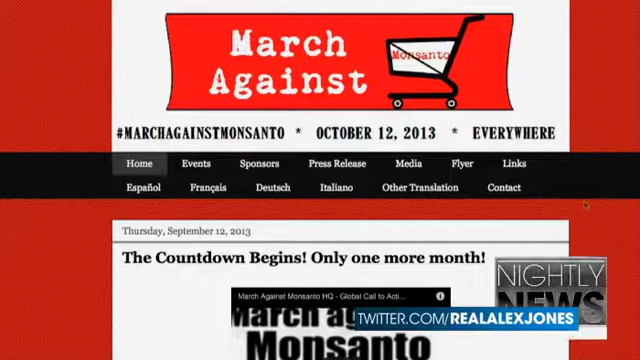 March
Against
Monsanto
#MARCHAGAINSTMONSANTO * OCTOBER 12, 2013 * EVERYWHERE
Home Events Sponsors Press Release Media Flyer Links
Español Français Deutsch Italiano Other Translation Contact
Thursday, September 12, 2013
The Countdown Begins! Only one more month!
March Against Monsanto HQ - Global Call to Acti...
March ag
Monsanto
NIGHTLY
NEWS
TWITTER.COM/REALALEXJONES